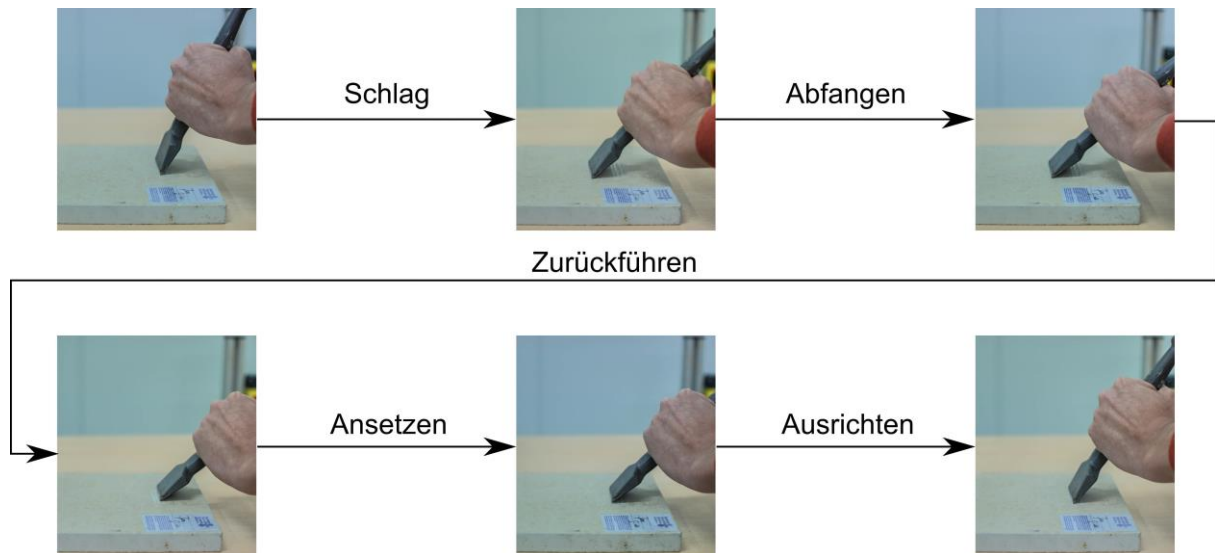 Schlag
Abfangen
Zurückführen
Ansetzen
Ausrichten